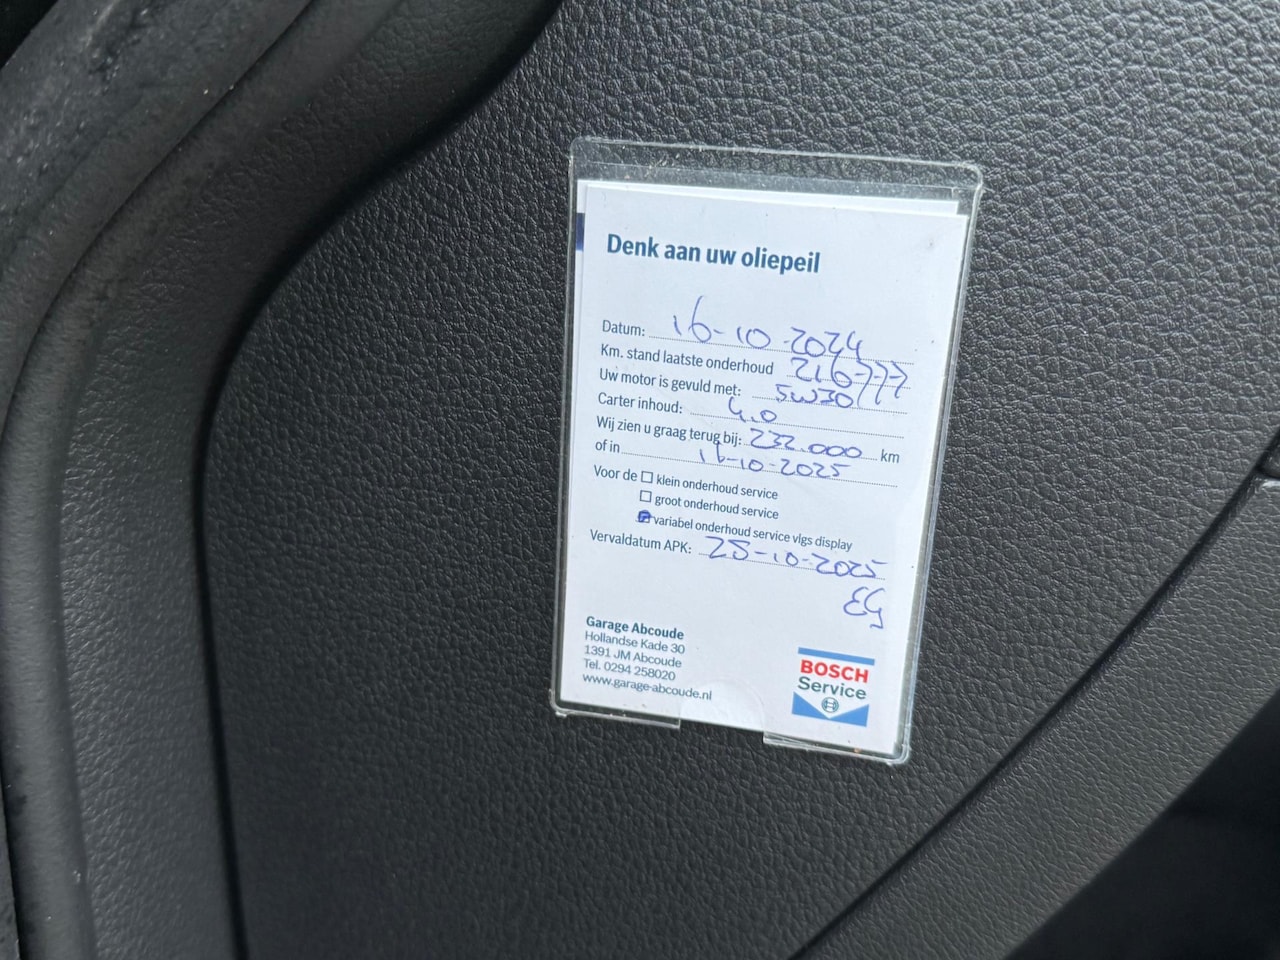 Denk aan uw oliepeil
Datum: 16-10-2024
Km. stand laatste onderhoud 216777
Uw motor is gevuld met: 5W30
Carter inhoud: 4.0
Wij zien u graag terug bij: 232.000 km
of in 16-10-2025
Voor de klein onderhoud service
groot onderhoud service
variabel onderhoud service vlgs display
Vervaldatum APK: 25-10-2025
EG
Garage Abcoude
Hollandse Kade 30
1391 JM Abcoude
Tel. 0294 258020
www.garage-abcoude.nl
BOSCH
Service